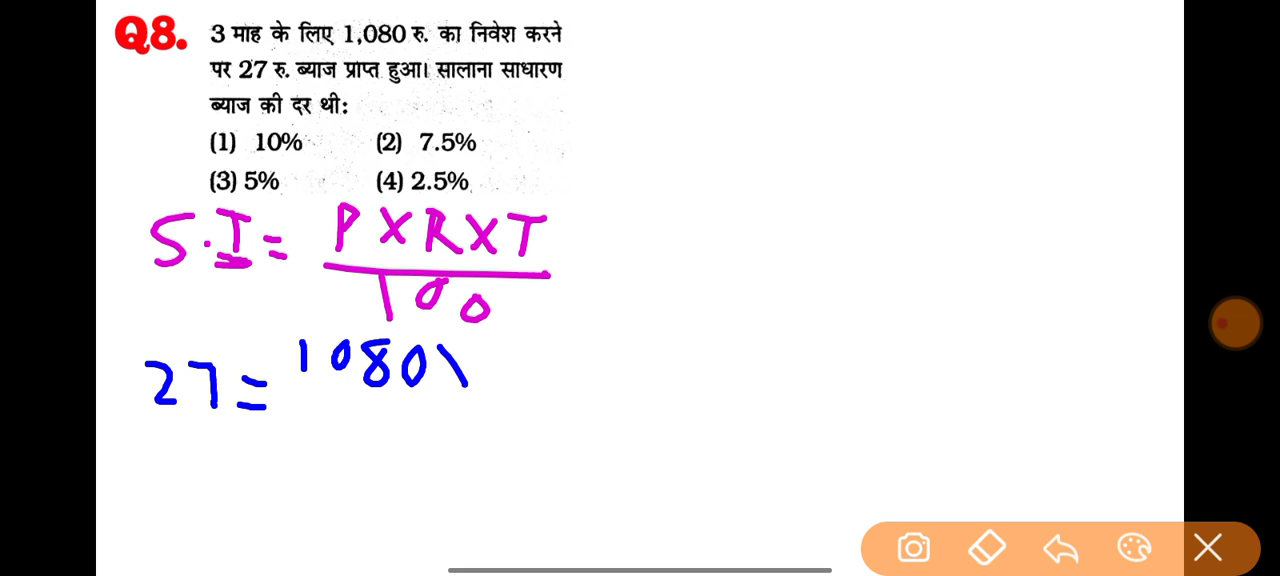 Q8. 3 माह के लिए 1,080 रु. का निवेश करने
पर 27 रु. ब्याज प्राप्त हुआ। सालाना साधारण
ब्याज की दर थी:
(1) 10% (2) 7.5%
(3) 5% (4) 2.5%
S.I = P X R X T
100
27 = 1080\